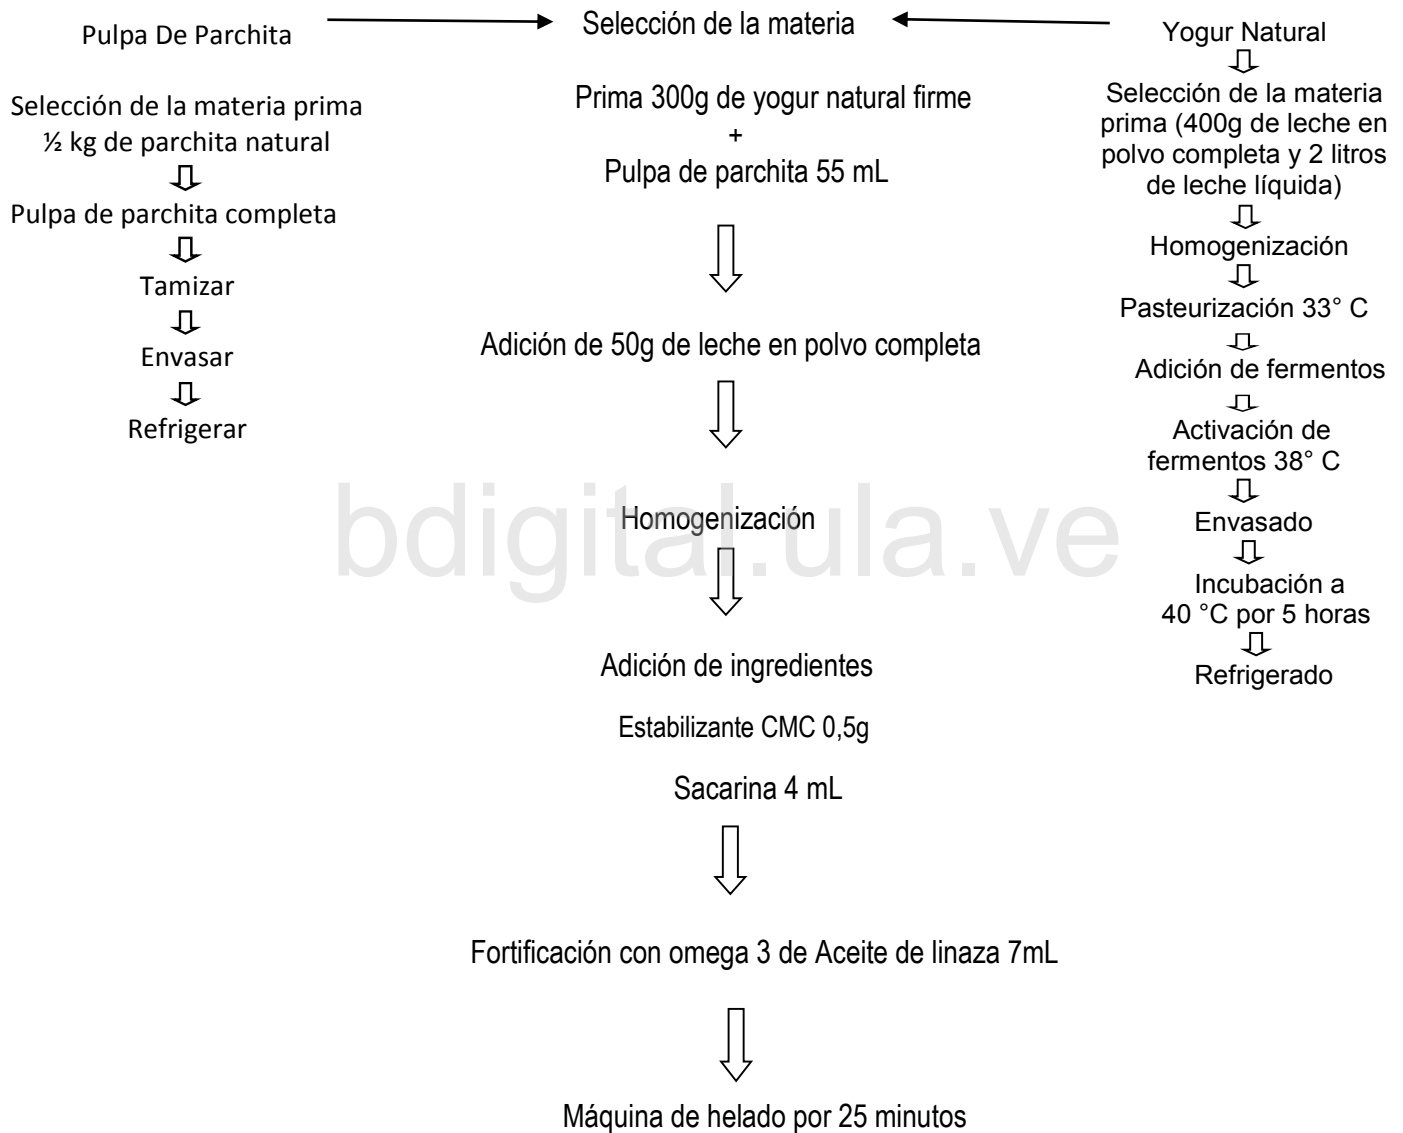 Pulpa De Parchita
Selección de la materia prima
½ kg de parchita natural
Pulpa de parchita completa
Tamizar
Envasar
Refrigerar
Selección de la materia
Prima 300g de yogur natural firme
+
Pulpa de parchita 55 mL
Adición de 50g de leche en polvo completa
Homogenización
Adición de ingredientes
Estabilizante CMC 0,5g
Sacarina 4 mL
Fortificación con omega 3 de Aceite de linaza 7mL
Máquina de helado por 25 minutos
Yogur Natural
Selección de la materia
prima (400g de leche en
polvo completa y 2 litros
de leche líquida)
Homogenización
Pasteurización 33° C
Adición de fermentos
Activación de
fermentos 38° C
Envasado
Incubación a
40 °C por 5 horas
Refrigerado
bdigital.ula.ve